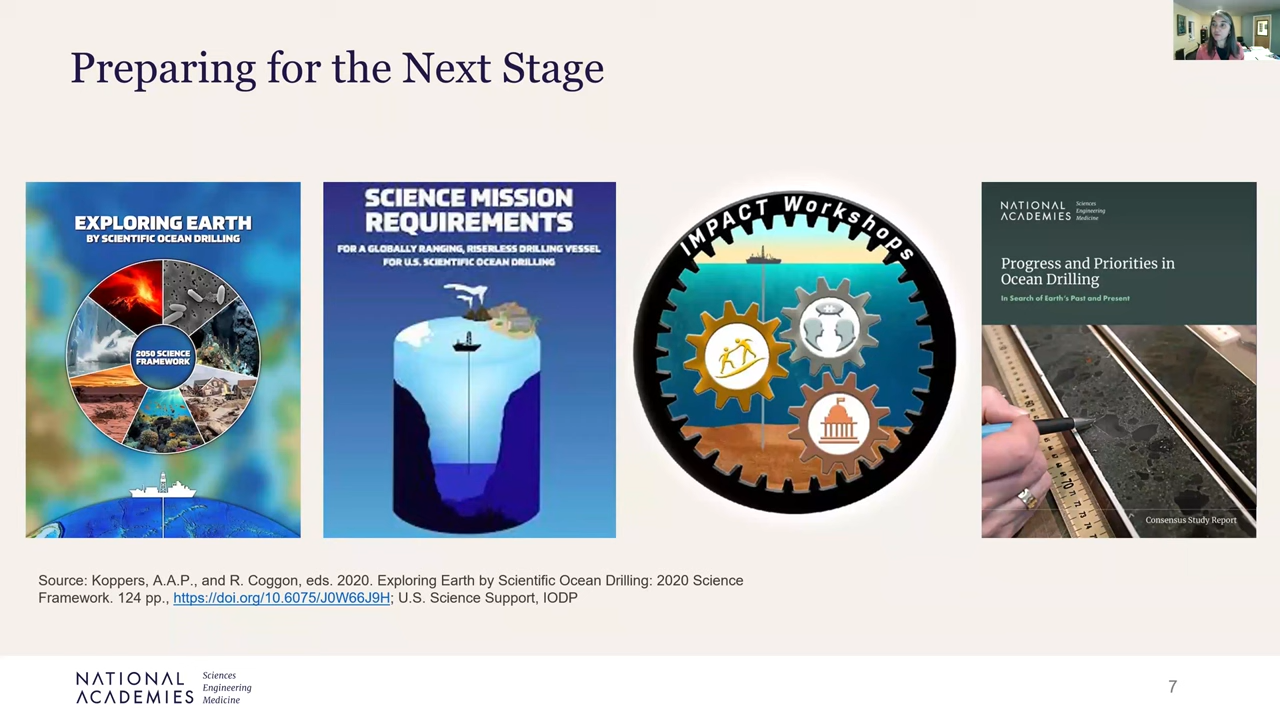 Preparing for the Next Stage
EXPLORING EARTH
BY SCIENTIFIC OCEAN DRILLING
2050 SCIENCE
FRAMEWORK
SCIENCE MISSION
REQUIREMENTS
FOR A GLOBALLY RANGING, RISERLESS DRILLING VESSEL
FOR U.S. SCIENTIFIC OCEAN DRILLING
IMPACT Workshops
NATIONAL
ACADEMIES
Sciences
Engineering
Medicine
Progress and Priorities in
Ocean Drilling
In Search of Earth's Past and Present
80
70
Consensus Study Report
Source: Koppers, A.A.P., and R. Coggon, eds. 2020. Exploring Earth by Scientific Ocean Drilling: 2020 Science
Framework. 124 pp., https://doi.org/10.6075/J0W66J9H; U.S. Science Support, IODP
NATIONAL
ACADEMIES
Sciences
Engineering
Medicine
7